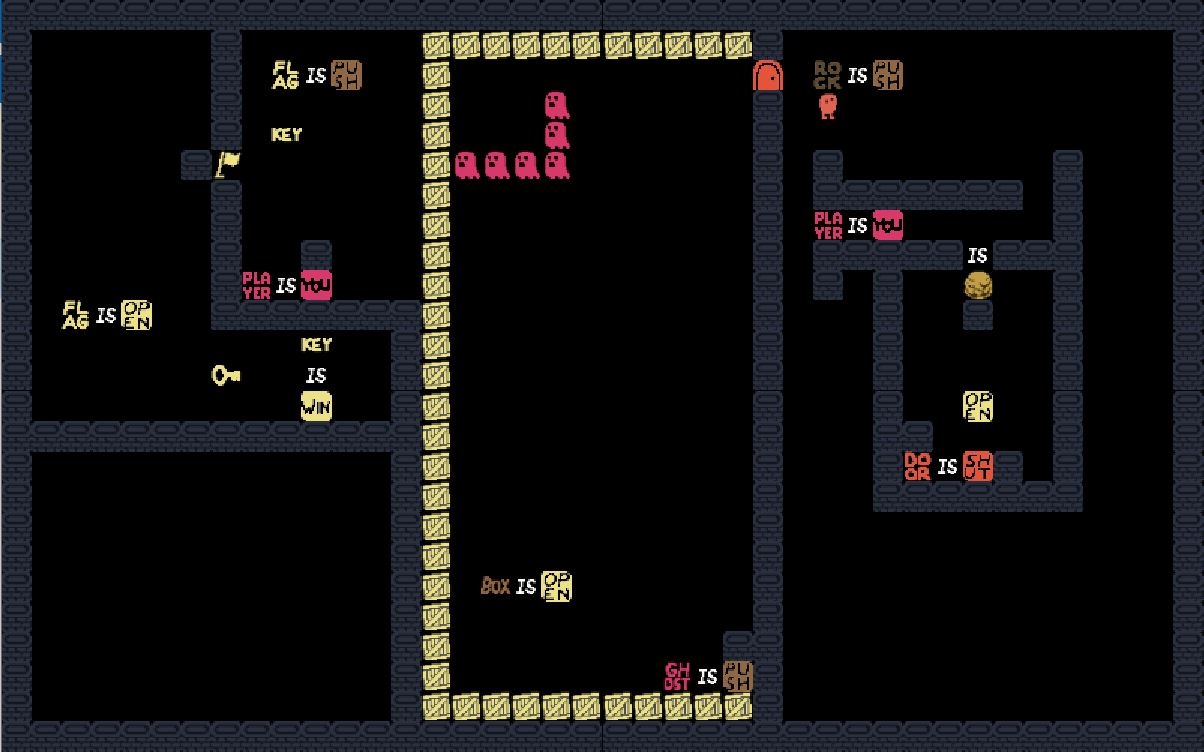 FLAG IS PUSH
ROCK IS PUSH
KEY
PLAYER IS YOU
IS
PLAYER IS YOU
FLAG IS OPEN
KEY
IS
WIN
OPEN
DOOR IS SHUT
BOX IS OPEN
GHOST IS PUSH